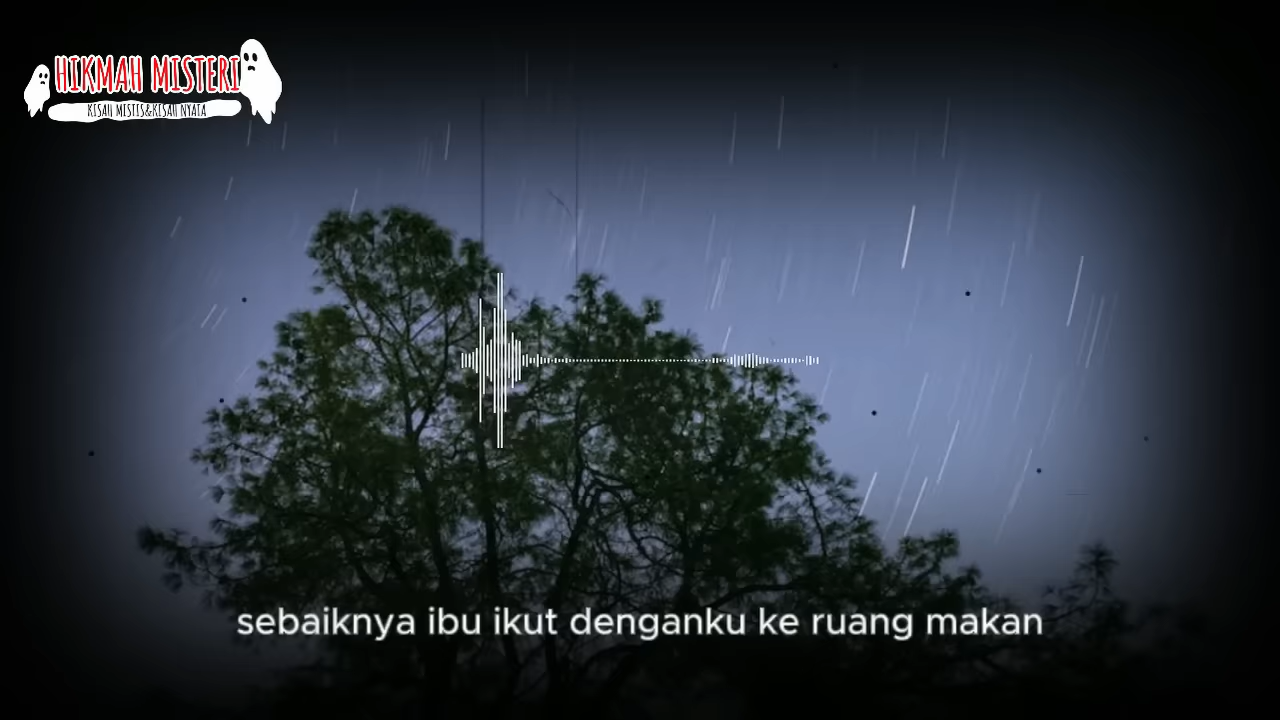 HIKMAH MISTERI
KISAH MISTIS&KISAH NYATA
sebaiknya ibu ikut denganku ke ruang makan